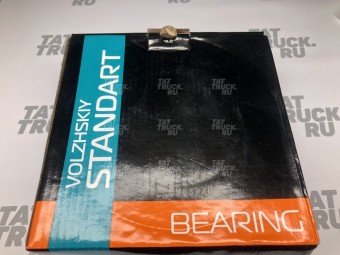 VOLZHSKIY
STANDART
BEARING
TAT
TRUCK.
RU